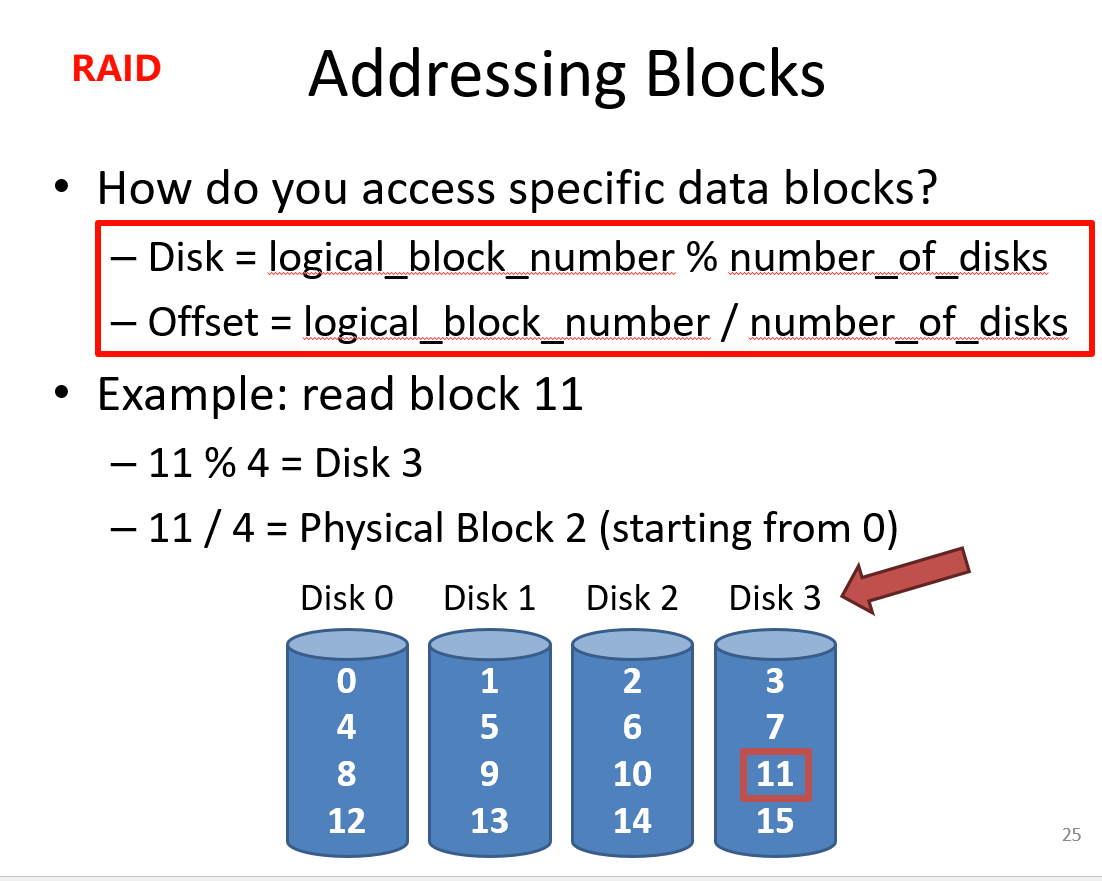 RAID
Addressing Blocks
• How do you access specific data blocks?
– Disk = logical_block_number % number_of_disks
– Offset = logical_block_number / number_of_disks
• Example: read block 11
– 11 % 4 = Disk 3
– 11 / 4 = Physical Block 2 (starting from 0)
Disk 0 Disk 1 Disk 2 Disk 3
0 1 2 3
4 5 6 7
8 9 10 11
12 13 14 15
25